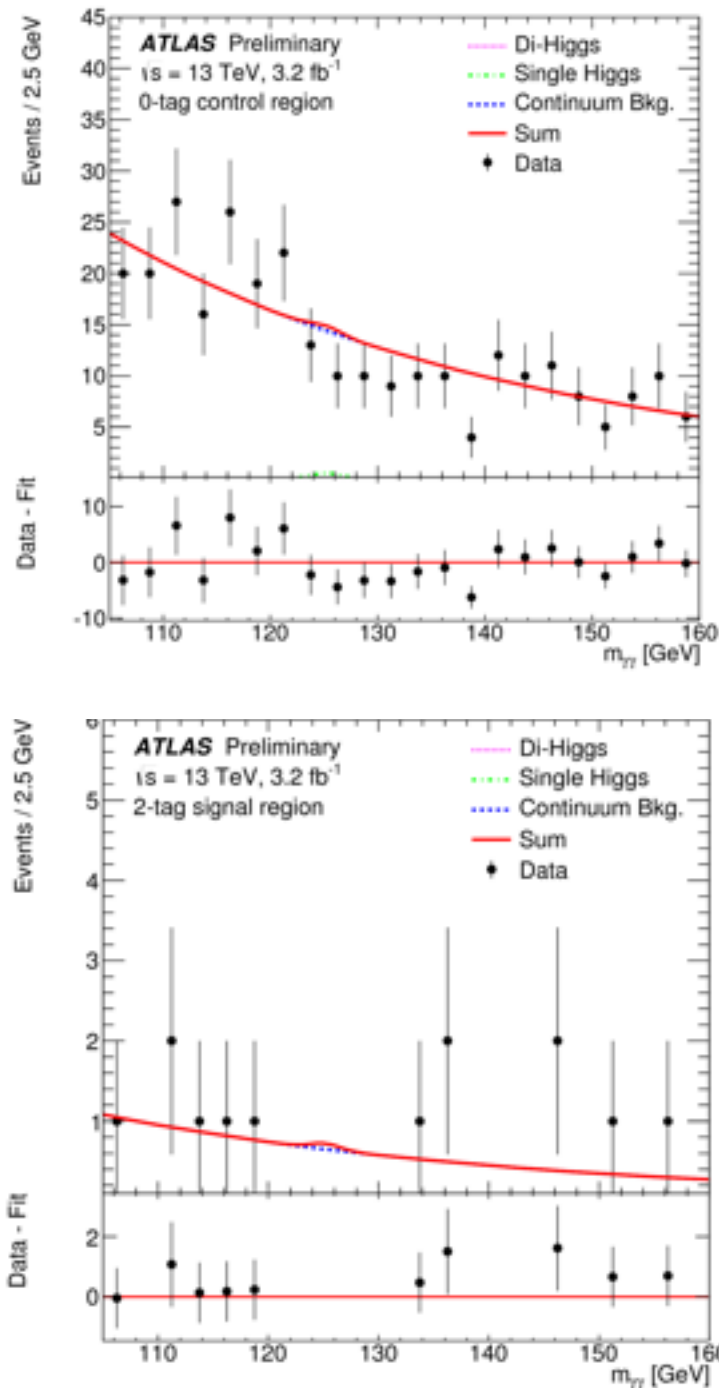 Events / 2.5 GeV
45
40
35
30
25
20
15
10
5
ATLAS Preliminary
√s = 13 TeV, 3.2 fb-1
0-tag control region
Di-Higgs
Single Higgs
Continuum Bkg.
Sum
Data
Data - Fit
10
0
-10
110 120 130 140 150 160
mγγ [GeV]
Events / 2.5 GeV
6
5
4
3
2
1
ATLAS Preliminary
√s = 13 TeV, 3.2 fb-1
2-tag signal region
Di-Higgs
Single Higgs
Continuum Bkg.
Sum
Data
Data - Fit
2
0
110 120 130 140 150 160
mγγ [GeV]